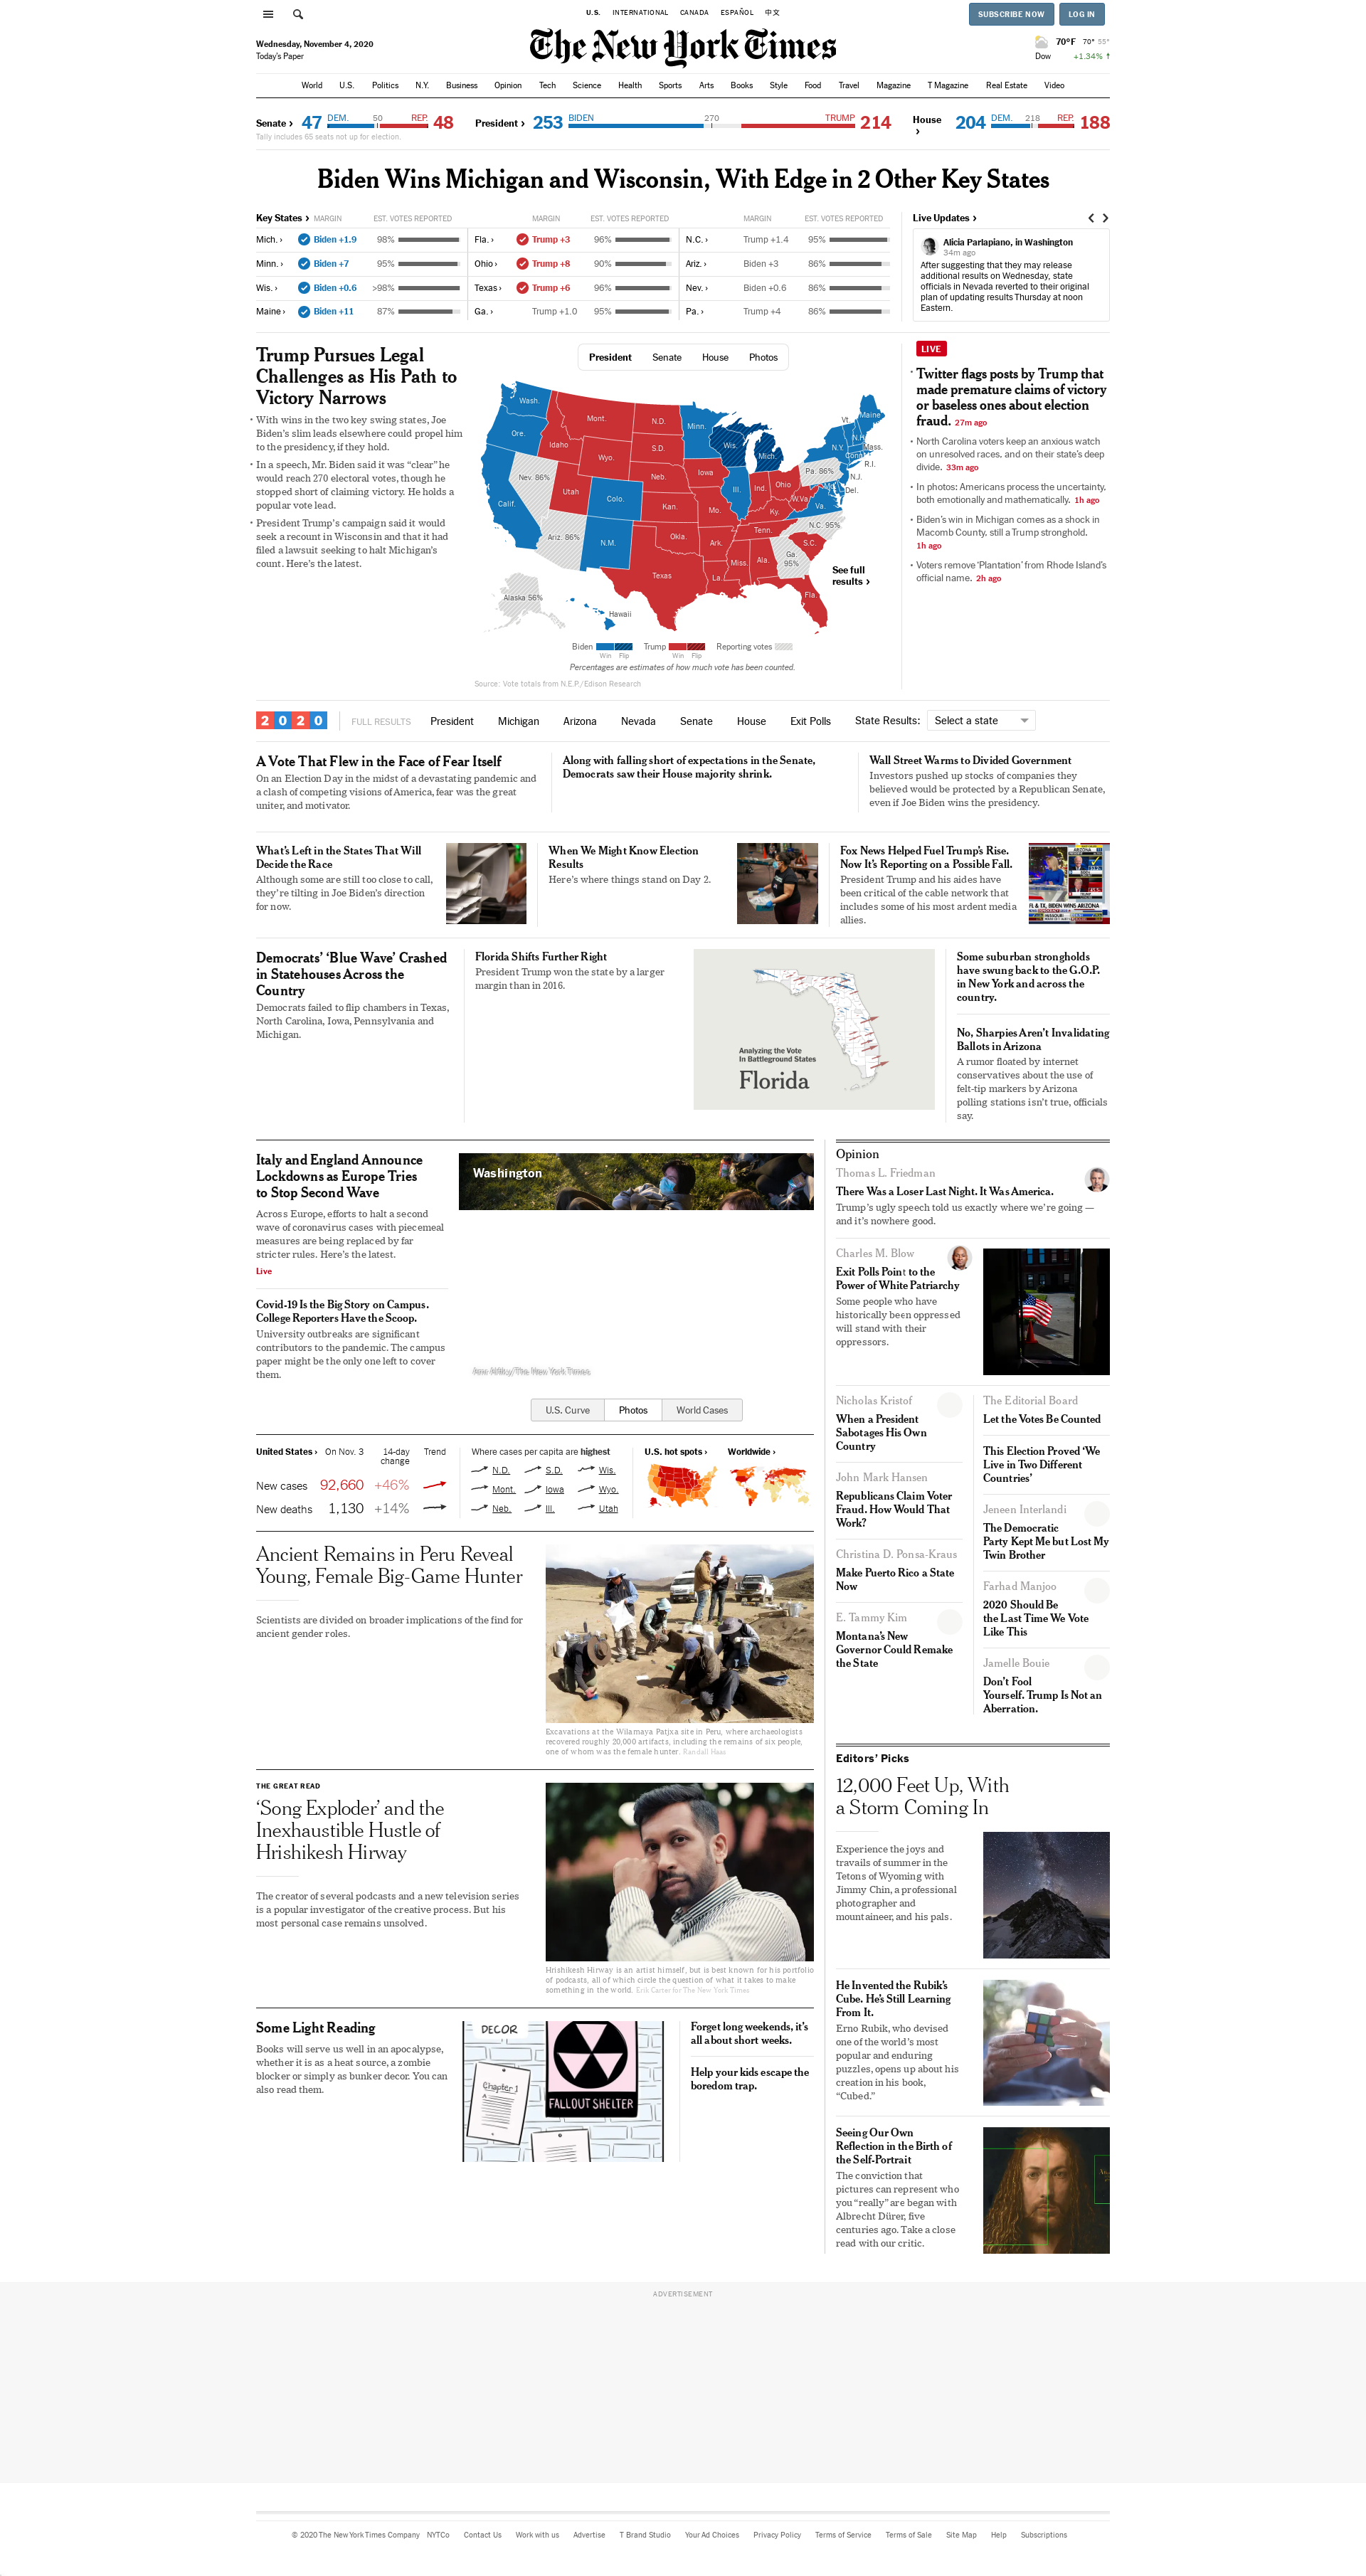 U.S. INTERNATIONAL CANADA ESPAÑOL 中文
SUBSCRIBE NOW LOG IN
Wednesday, November 4, 2020
Today's Paper
The New York Times
70°F 70° 55°
Dow +1.34% ↑
World U.S. Politics N.Y. Business Opinion Tech Science Health Sports Arts Books Style Food Travel Magazine T Magazine Real Estate Video
Senate › 47 DEM. 50 REP. 48
Tally includes 65 seats not up for election.
President › 253 BIDEN 270 TRUMP 214
House › 204 DEM. 218 REP. 188
Biden Wins Michigan and Wisconsin, With Edge in 2 Other Key States
Key States › MARGIN EST. VOTES REPORTED MARGIN EST. VOTES REPORTED MARGIN EST. VOTES REPORTED
Mich. › Biden +1.9 98% Fla. › Trump +3 96% N.C. › Trump +1.4 95%
Minn. › Biden +7 95% Ohio › Trump +8 90% Ariz. › Biden +3 86%
Wis. › Biden +0.6 >98% Texas › Trump +6 96% Nev. › Biden +0.6 86%
Maine › Biden +11 87% Ga. › Trump +1.0 95% Pa. › Trump +4 86%
Live Updates ›
Alicia Parlapiano, in Washington
34m ago
After suggesting that they may release
additional results on Wednesday, state
officials in Nevada reverted to their original
plan of updating results Thursday at noon
Eastern.
Trump Pursues Legal
Challenges as His Path to
Victory Narrows
• With wins in the two key swing states, Joe
Biden's slim leads elsewhere could propel him
to the presidency, if they hold.
• In a speech, Mr. Biden said it was “clear” he
would reach 270 electoral votes, though he
stopped short of claiming victory. He holds a
popular vote lead.
• President Trump's campaign said it would
seek a recount in Wisconsin and that it had
filed a lawsuit seeking to halt Michigan's
count. Here's the latest.
President Senate House Photos
Wash.
Ore.
Calif.
Nev. 86%
Idaho
Mont.
Wyo.
Utah
Ariz. 86%
Colo.
N.M.
N.D.
S.D.
Neb.
Kan.
Okla.
Texas
Minn.
Iowa
Mo.
Ark.
La.
Wis.
Ill.
Mich.
Ind.
Ohio
Ky.
Tenn.
Miss.
Ala.
Ga.
95%
Fla.
S.C.
N.C. 95%
Va.
W.Va.
Pa. 86%
N.Y.
Vt.
N.H.
Maine
Mass.
Conn.
R.I.
N.J.
Del.
Alaska 56%
Hawaii
See full
results ›
Biden Trump Reporting votes
Win Flip Win Flip
Percentages are estimates of how much vote has been counted.
Source: Vote totals from N.E.P./Edison Research
LIVE
• Twitter flags posts by Trump that
made premature claims of victory
or baseless ones about election
fraud. 27m ago
• North Carolina voters keep an anxious watch
on unresolved races, and on their state's deep
divide. 33m ago
• In photos: Americans process the uncertainty,
both emotionally and mathematically. 1h ago
• Biden's win in Michigan comes as a shock in
Macomb County, still a Trump stronghold.
1h ago
• Voters remove 'Plantation' from Rhode Island's
official name. 2h ago
2020 FULL RESULTS President Michigan Arizona Nevada Senate House Exit Polls State Results: Select a state
A Vote That Flew in the Face of Fear Itself
On an Election Day in the midst of a devastating pandemic and
a clash of competing visions of America, fear was the great
uniter, and motivator.
Along with falling short of expectations in the Senate,
Democrats saw their House majority shrink.
Wall Street Warms to Divided Government
Investors pushed up stocks of companies they
believed would be protected by a Republican Senate,
even if Joe Biden wins the presidency.
What's Left in the States That Will
Decide the Race
Although some are still too close to call,
they're tilting in Joe Biden's direction
for now.
When We Might Know Election
Results
Here's where things stand on Day 2.
Fox News Helped Fuel Trump's Rise.
Now It's Reporting on a Possible Fall.
President Trump and his aides have
been critical of the cable network that
includes some of his most ardent media
allies.
Democrats' 'Blue Wave' Crashed
in Statehouses Across the
Country
Democrats failed to flip chambers in Texas,
North Carolina, Iowa, Pennsylvania and
Michigan.
Florida Shifts Further Right
President Trump won the state by a larger
margin than in 2016.
Analyzing the Vote
In Battleground States
Florida
Some suburban strongholds
have swung back to the G.O.P.
in New York and across the
country.
No, Sharpies Aren't Invalidating
Ballots in Arizona
A rumor floated by internet
conservatives about the use of
felt-tip markers by Arizona
polling stations isn't true, officials
say.
Italy and England Announce
Lockdowns as Europe Tries
to Stop Second Wave
Across Europe, efforts to halt a second
wave of coronavirus cases with piecemeal
measures are being replaced by far
stricter rules. Here's the latest.
Live
Covid-19 Is the Big Story on Campus.
College Reporters Have the Scoop.
University outbreaks are significant
contributors to the pandemic. The campus
paper might be the only one left to cover
them.
Washington
Amr Alfiky/The New York Times
U.S. Curve Photos World Cases
United States › On Nov. 3 14-day change Trend
New cases 92,660 +46%
New deaths 1,130 +14%
Where cases per capita are highest
N.D. S.D. Wis.
Mont. Iowa Wyo.
Neb. Ill. Utah
U.S. hot spots › Worldwide ›
Ancient Remains in Peru Reveal
Young, Female Big-Game Hunter
Scientists are divided on broader implications of the find for
ancient gender roles.
Excavations at the Wilamaya Patjxa site in Peru, where archaeologists
recovered roughly 20,000 artifacts, including the remains of six people,
one of whom was the female hunter. Randall Haas
THE GREAT READ
'Song Exploder' and the
Inexhaustible Hustle of
Hrishikesh Hirway
The creator of several podcasts and a new television series
is a popular investigator of the creative process. But his
most personal case remains unsolved.
Hrishikesh Hirway is an artist himself, but is best known for his portfolio
of podcasts, all of which circle the question of what it takes to make
something in the world. Erik Carter for The New York Times
Some Light Reading
Books will serve us well in an apocalypse,
whether it is as a heat source, a zombie
blocker or simply as bunker decor. You can
also read them.
DECOR
Chapter 1
FALLOUT SHELTER
Forget long weekends, it's
all about short weeks.
Help your kids escape the
boredom trap.
Opinion
Thomas L. Friedman
There Was a Loser Last Night. It Was America.
Trump's ugly speech told us exactly where we're going —
and it's nowhere good.
Charles M. Blow
Exit Polls Point to the
Power of White Patriarchy
Some people who have
historically been oppressed
will stand with their
oppressors.
Nicholas Kristof
When a President
Sabotages His Own
Country
John Mark Hansen
Republicans Claim Voter
Fraud. How Would That
Work?
Christina D. Ponsa-Kraus
Make Puerto Rico a State
Now
E. Tammy Kim
Montana's New
Governor Could Remake
the State
The Editorial Board
Let the Votes Be Counted
This Election Proved 'We
Live in Two Different
Countries'
Jeneen Interlandi
The Democratic
Party Kept Me but Lost My
Twin Brother
Farhad Manjoo
2020 Should Be
the Last Time We Vote
Like This
Jamelle Bouie
Don't Fool
Yourself. Trump Is Not an
Aberration.
Editors' Picks
12,000 Feet Up, With
a Storm Coming In
Experience the joys and
travails of summer in the
Tetons of Wyoming with
Jimmy Chin, a professional
photographer and
mountaineer, and his pals.
He Invented the Rubik's
Cube. He's Still Learning
From It.
Erno Rubik, who devised
one of the world's most
popular and enduring
puzzles, opens up about his
creation in his book,
“Cubed.”
Seeing Our Own
Reflection in the Birth of
the Self-Portrait
The conviction that
pictures can represent who
you “really” are began with
Albrecht Dürer, five
centuries ago. Take a close
read with our critic.
ADVERTISEMENT
© 2020 The New York Times Company NYTCo Contact Us Work with us Advertise T Brand Studio Your Ad Choices Privacy Policy Terms of Service Terms of Sale Site Map Help Subscriptions